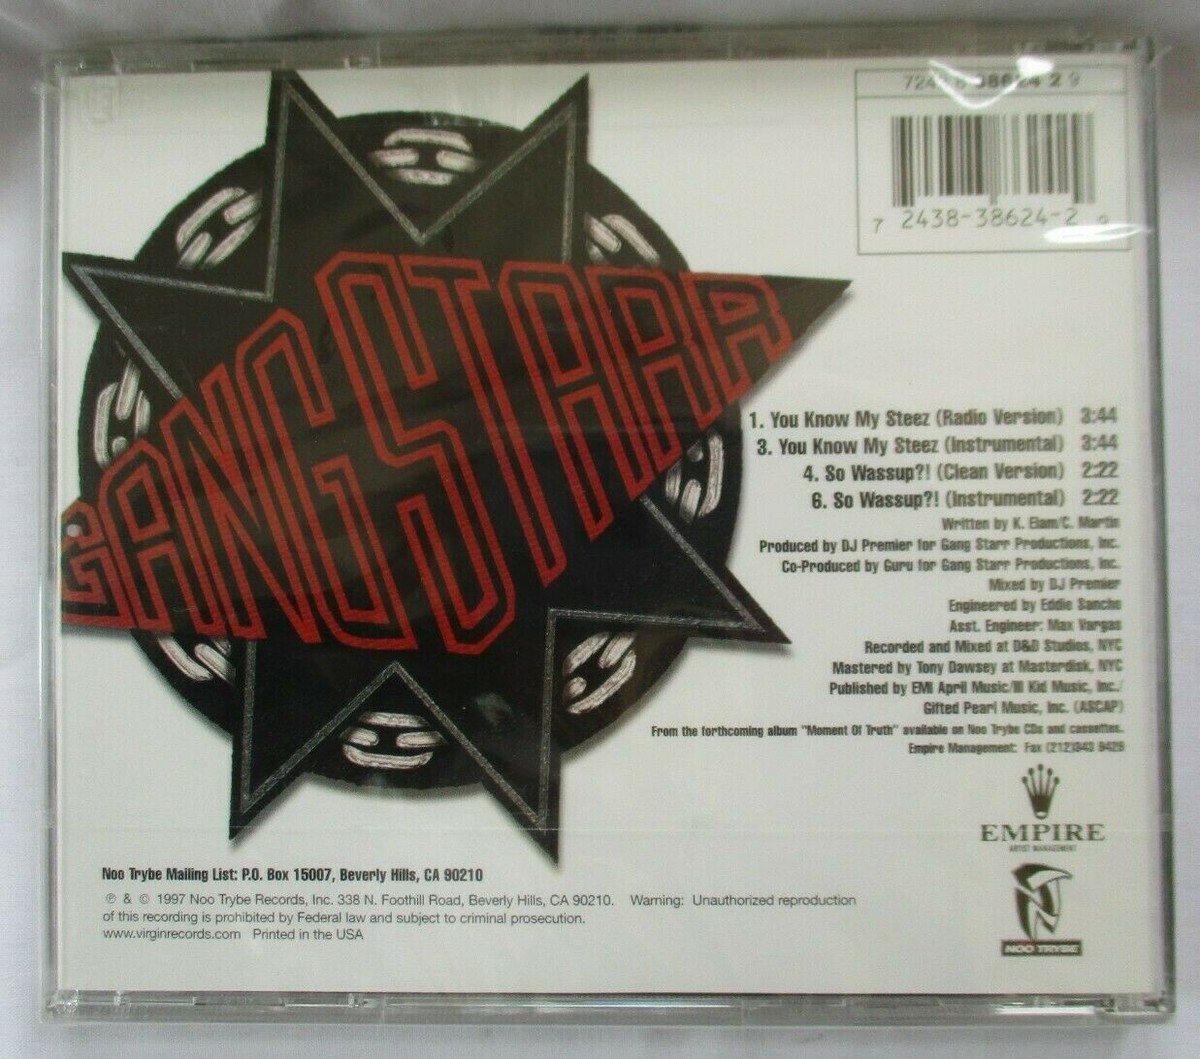 7 2438-38624-2 9
GANGSTARR
1. You Know My Steez (Radio Version) 3:44
3. You Know My Steez (Instrumental) 3:44
4. So Wassup?! (Clean Version) 2:22
6. So Wassup?! (Instrumental) 2:22
Written by K. Elam/C. Martin
Produced by DJ Premier for Gang Starr Productions, Inc.
Co-Produced by Guru for Gang Starr Productions, Inc.
Mixed by DJ Premier
Engineered by Eddie Sancho
Asst. Engineer: Max Vargas
Recorded and Mixed at D&D Studios, NYC
Mastered by Tony Dawsey at Masterdisk, NYC
Published by EMI April Music/Ill Kid Music, Inc./
Gifted Pearl Music, Inc. (ASCAP)
From the forthcoming album "Moment Of Truth" available on Noo Trybe CDs and cassettes.
Empire Management: Fax (212)343 9429
EMPIRE
ARTIST MANAGEMENT
NOO TRYBE
Noo Trybe Mailing List: P.O. Box 15007, Beverly Hills, CA 90210
℗ & © 1997 Noo Trybe Records, Inc. 338 N. Foothill Road, Beverly Hills, CA 90210. Warning: Unauthorized reproduction
of this recording is prohibited by Federal law and subject to criminal prosecution.
www.virginrecords.com Printed in the USA